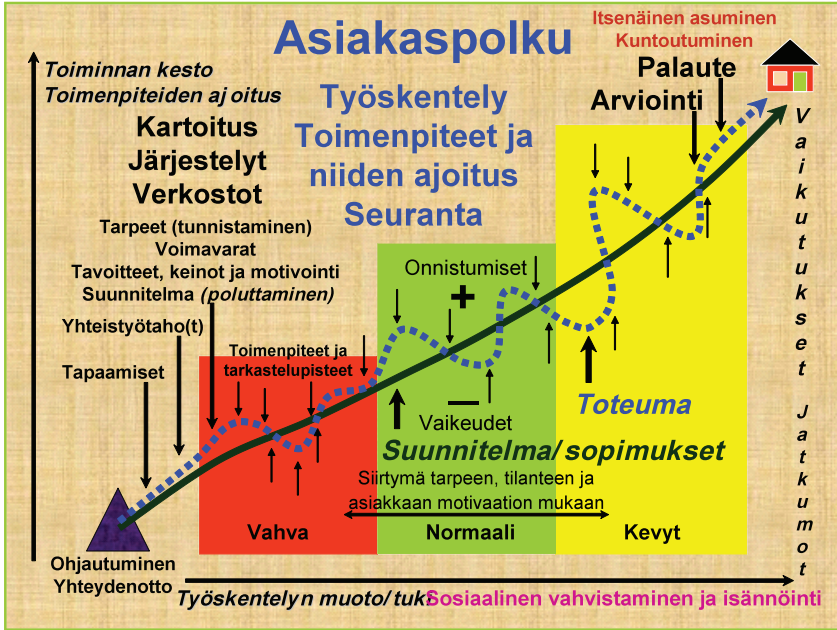 Asiakaspolku
Itsenäinen asuminen
Kuntoutuminen
Palaute
Arviointi
Toiminnan kesto
Toimenpiteiden ajoitus
Kartoitus
Järjestelyt
Verkostot
Työskentely
Toimenpiteet ja
niiden ajoitus
Seuranta
Tarpeet (tunnistaminen)
Voimavarat
Tavoitteet, keinot ja motivointi
Suunnitelma (poluttaminen)
Yhteistyötaho(t)
Tapaamiset
Toimenpiteet ja
tarkastelupisteet
Onnistumiset
+
–
Vaikeudet
Toteuma
Suunnitelma/sopimukset
Siirtymä tarpeen, tilanteen ja
asiakkaan motivaation mukaan
Vahva
Normaali
Kevyt
Ohjautuminen
Yhteydenotto
Työskentelyn muoto/tuki
Sosiaalinen vahvistaminen ja isännöinti
Vaikutukset Jatkumot